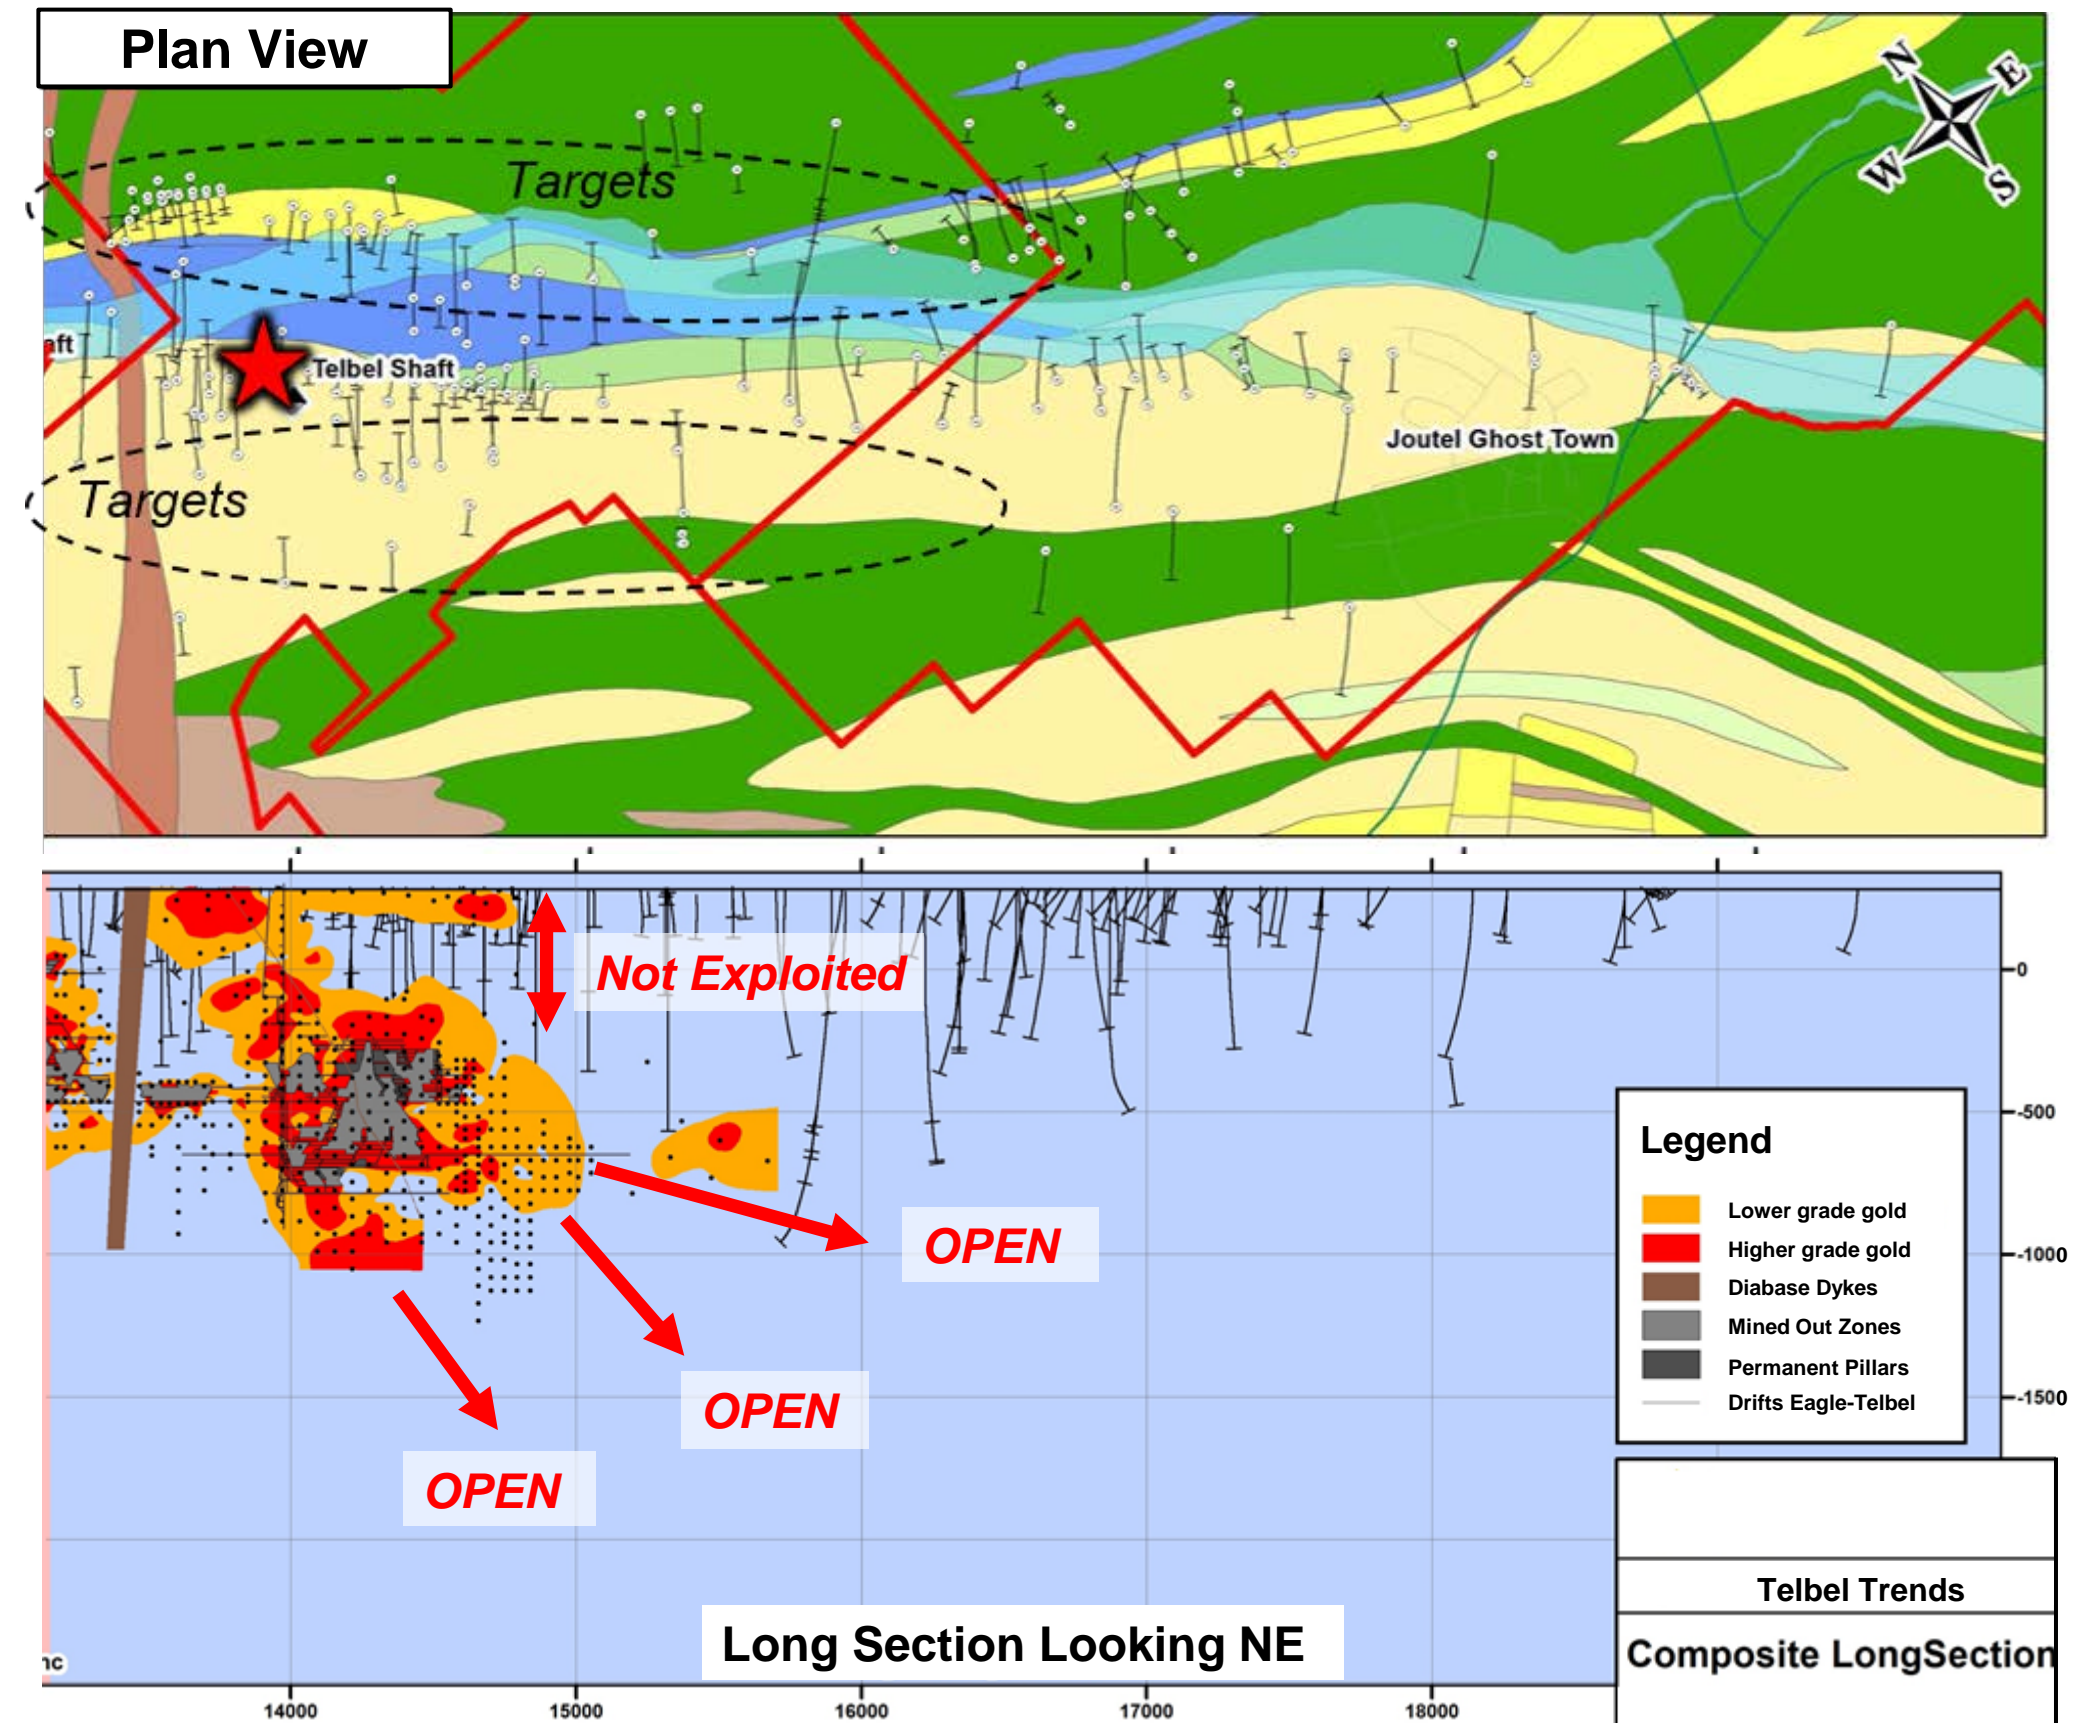 Plan View
N
E
W
S
Targets
aft
Telbel Shaft
Joutel Ghost Town
Targets
Not Exploited
0
-500
-1000
-1500
OPEN
OPEN
OPEN
Legend
Lower grade gold
Higher grade gold
Diabase Dykes
Mined Out Zones
Permanent Pillars
Drifts Eagle-Telbel
Telbel Trends
Composite LongSection
Long Section Looking NE
nc
14000
15000
16000
17000
18000